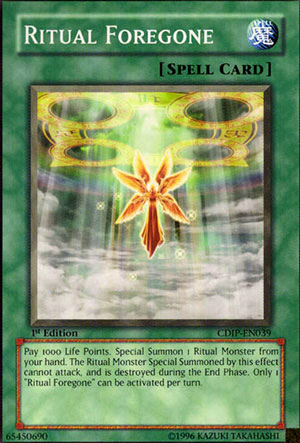 RITUAL FOREGONE
魔
[SPELL CARD]
1st Edition
CDIP-EN039
Pay 1000 Life Points. Special Summon 1 Ritual Monster from
your hand. The Ritual Monster Special Summoned by this effect
cannot attack, and is destroyed during the End Phase. Only 1
"Ritual Foregone" can be activated per turn.
65450690
©1996 KAZUKI TAKAHASHI